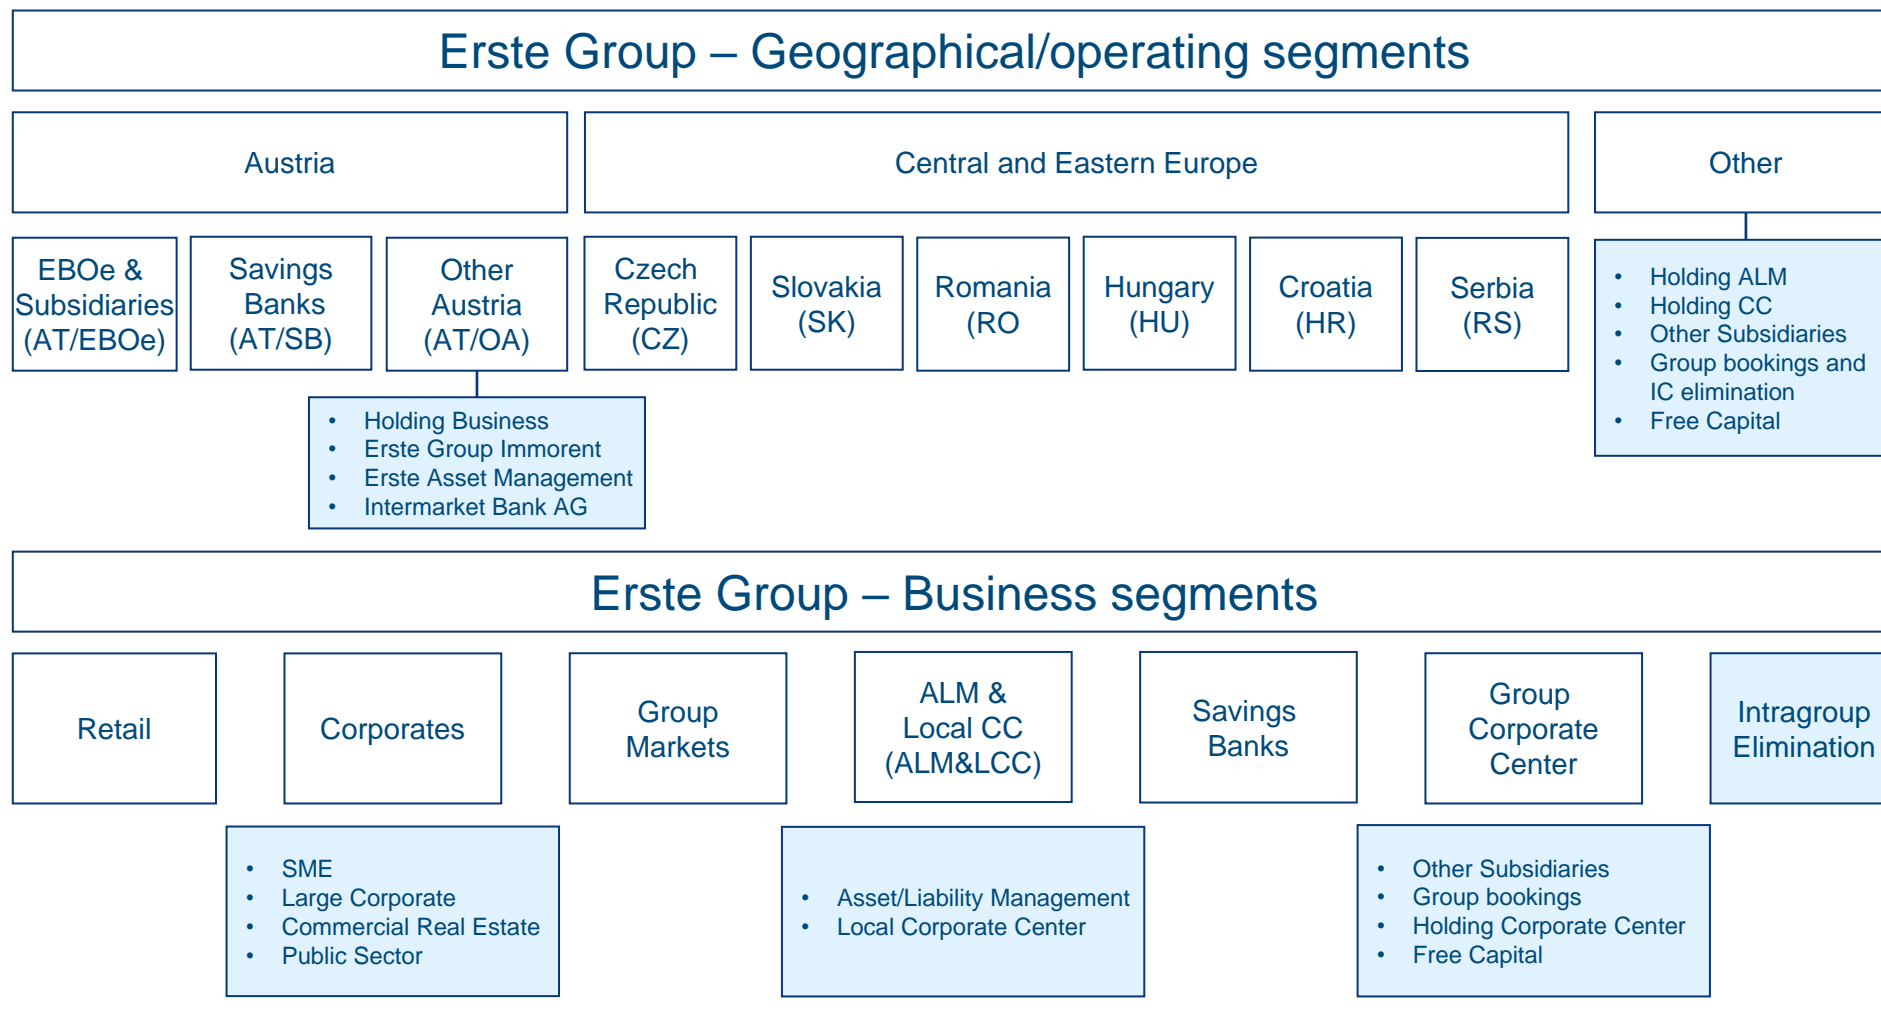 Erste Group – Geographical/operating segments
Austria
Central and Eastern Europe
Other
EBOe &
Subsidiaries
(AT/EBOe)
Savings
Banks
(AT/SB)
Other
Austria
(AT/OA)
Czech
Republic
(CZ)
Slovakia
(SK)
Romania
(RO
Hungary
(HU)
Croatia
(HR)
Serbia
(RS)
• Holding ALM
• Holding CC
• Other Subsidiaries
• Group bookings and
IC elimination
• Free Capital
• Holding Business
• Erste Group Immorent
• Erste Asset Management
• Intermarket Bank AG
Erste Group – Business segments
Retail
Corporates
Group
Markets
ALM &
Local CC
(ALM&LCC)
Savings
Banks
Group
Corporate
Center
Intragroup
Elimination
• SME
• Large Corporate
• Commercial Real Estate
• Public Sector
• Asset/Liability Management
• Local Corporate Center
• Other Subsidiaries
• Group bookings
• Holding Corporate Center
• Free Capital